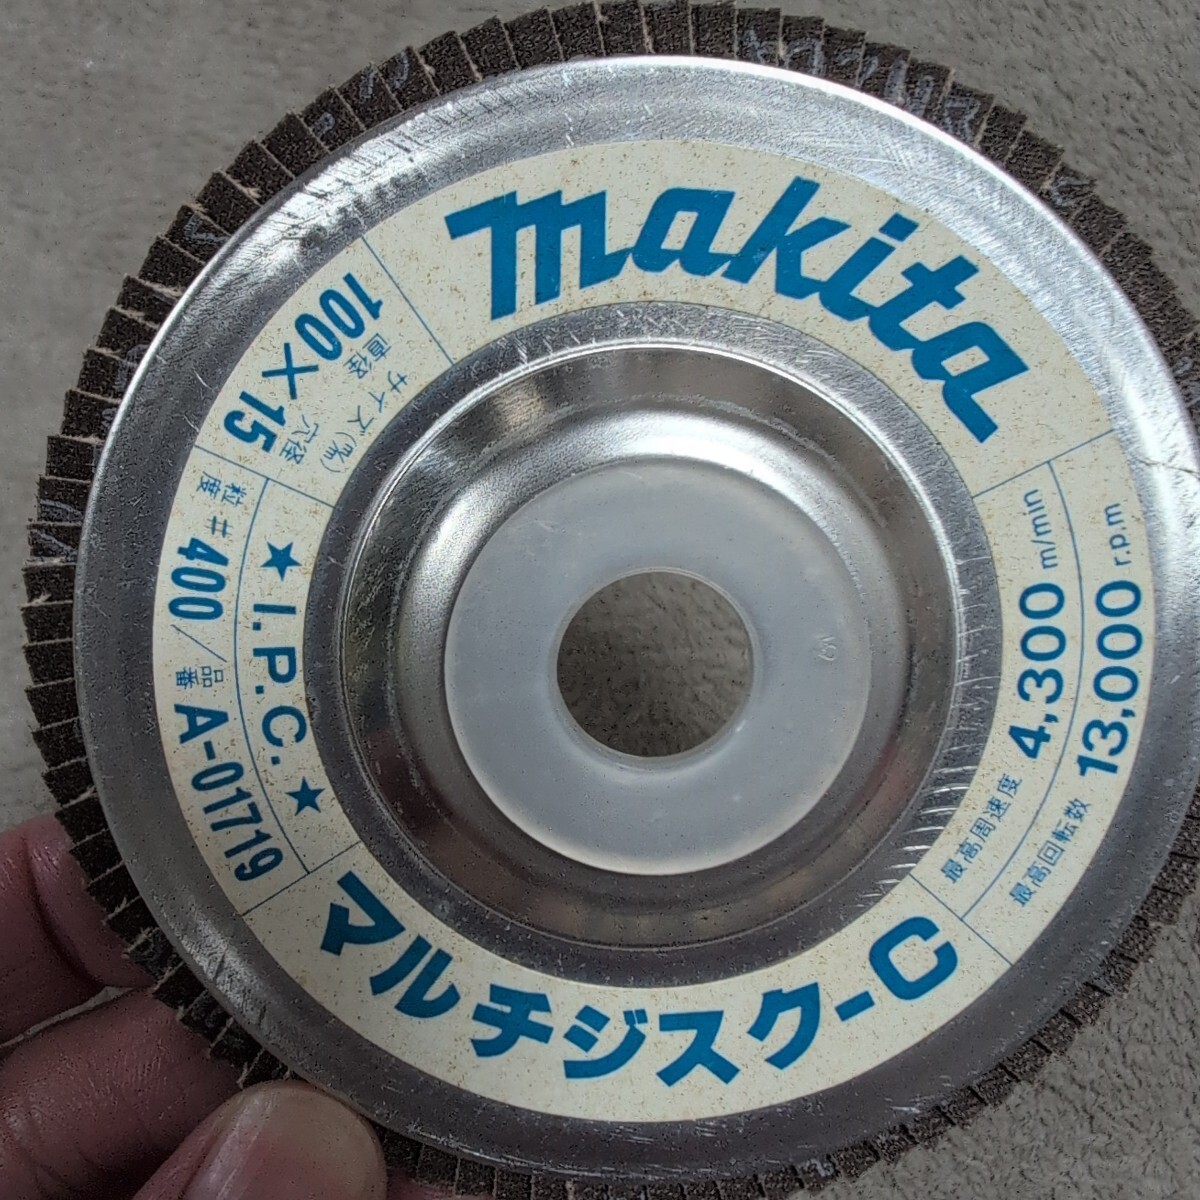 makita
サイズ(㎜)
直径 穴径
100×15
粒度 #400/品番 A-01719
★I.P.C.★
マルチジスク-C
最高周速度 4,300 m/min
最高回転数 13,000 r.p.m